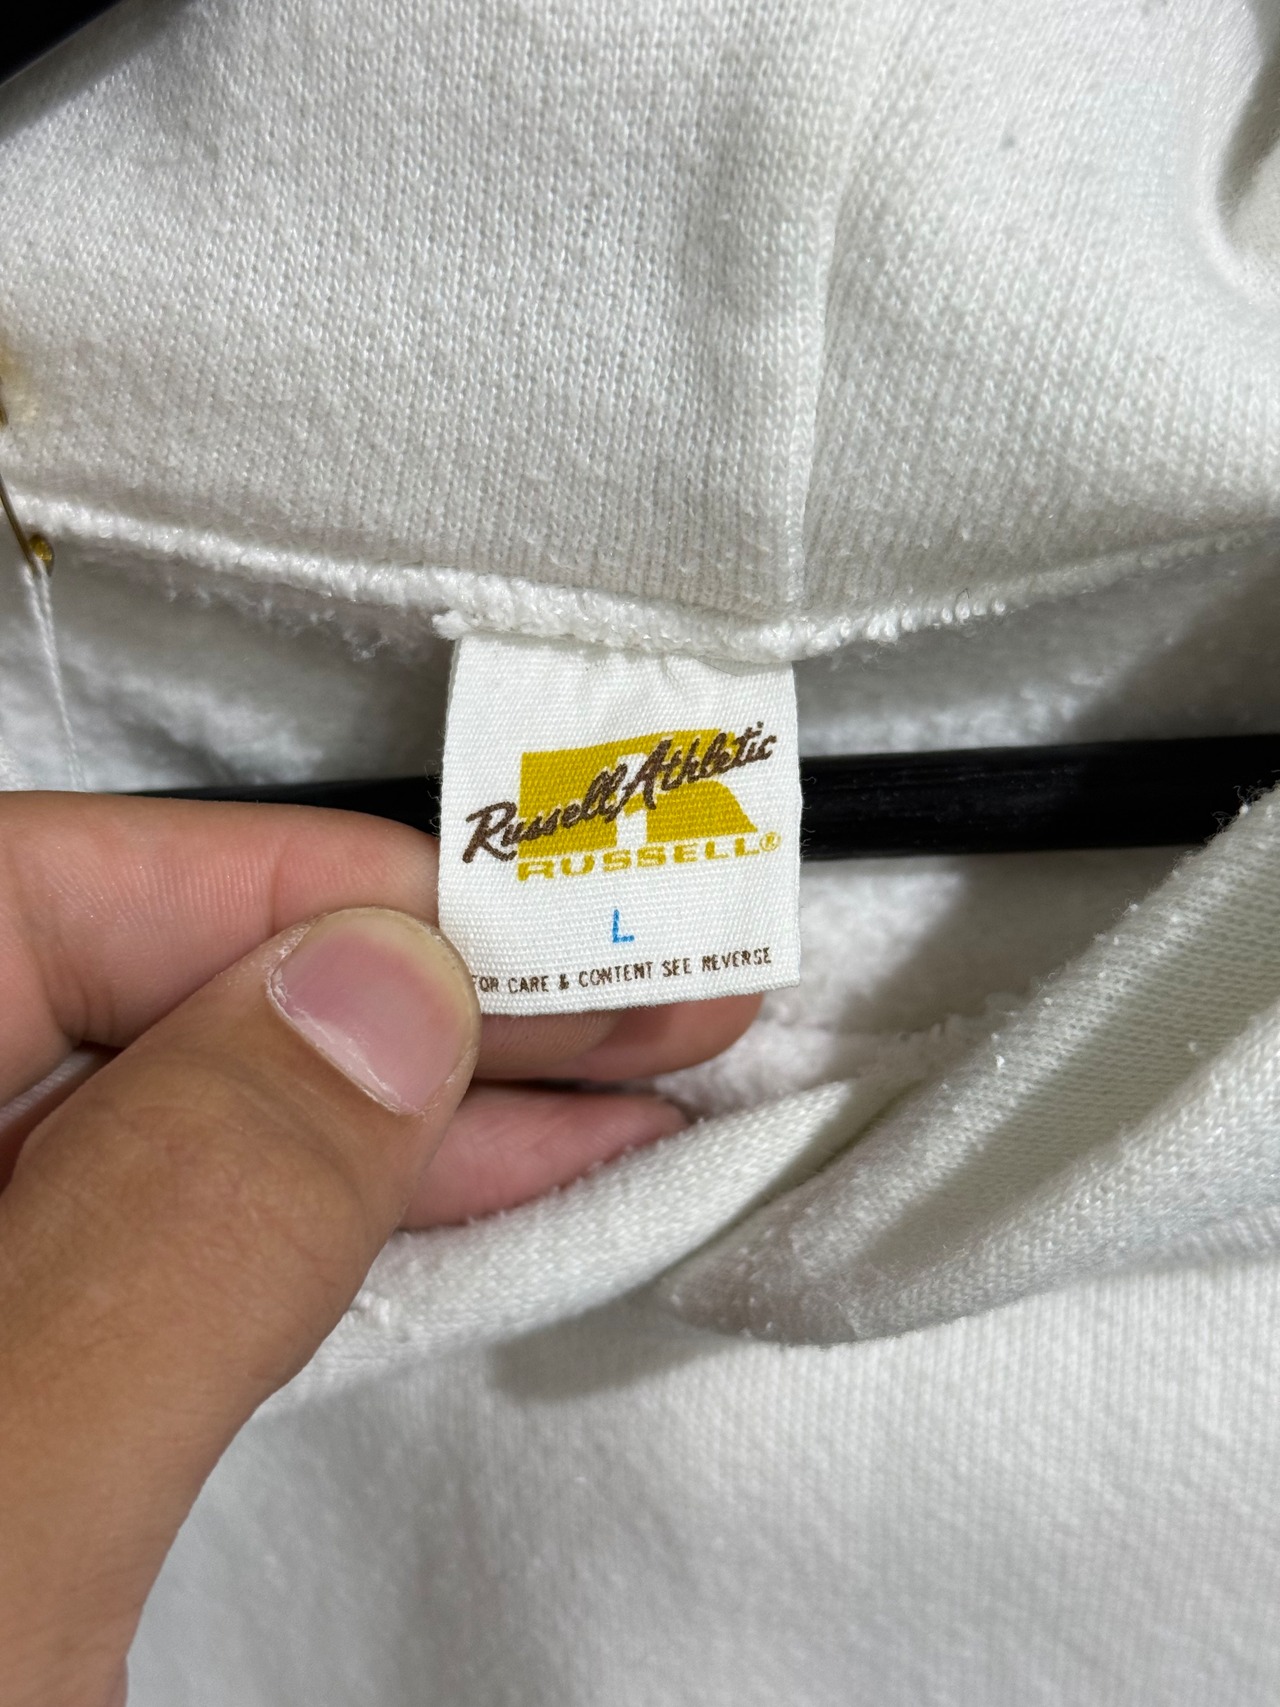 Russell Athletic
RUSSELL®
L
FOR CARE & CONTENT SEE REVERSE